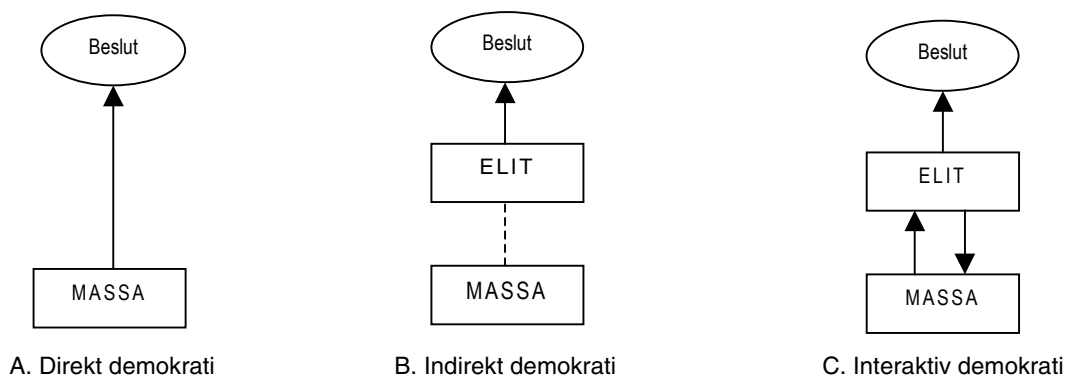 Beslut
MASSA
A. Direkt demokrati
Beslut
ELIT
MASSA
B. Indirekt demokrati
Beslut
ELIT
MASSA
C. Interaktiv demokrati